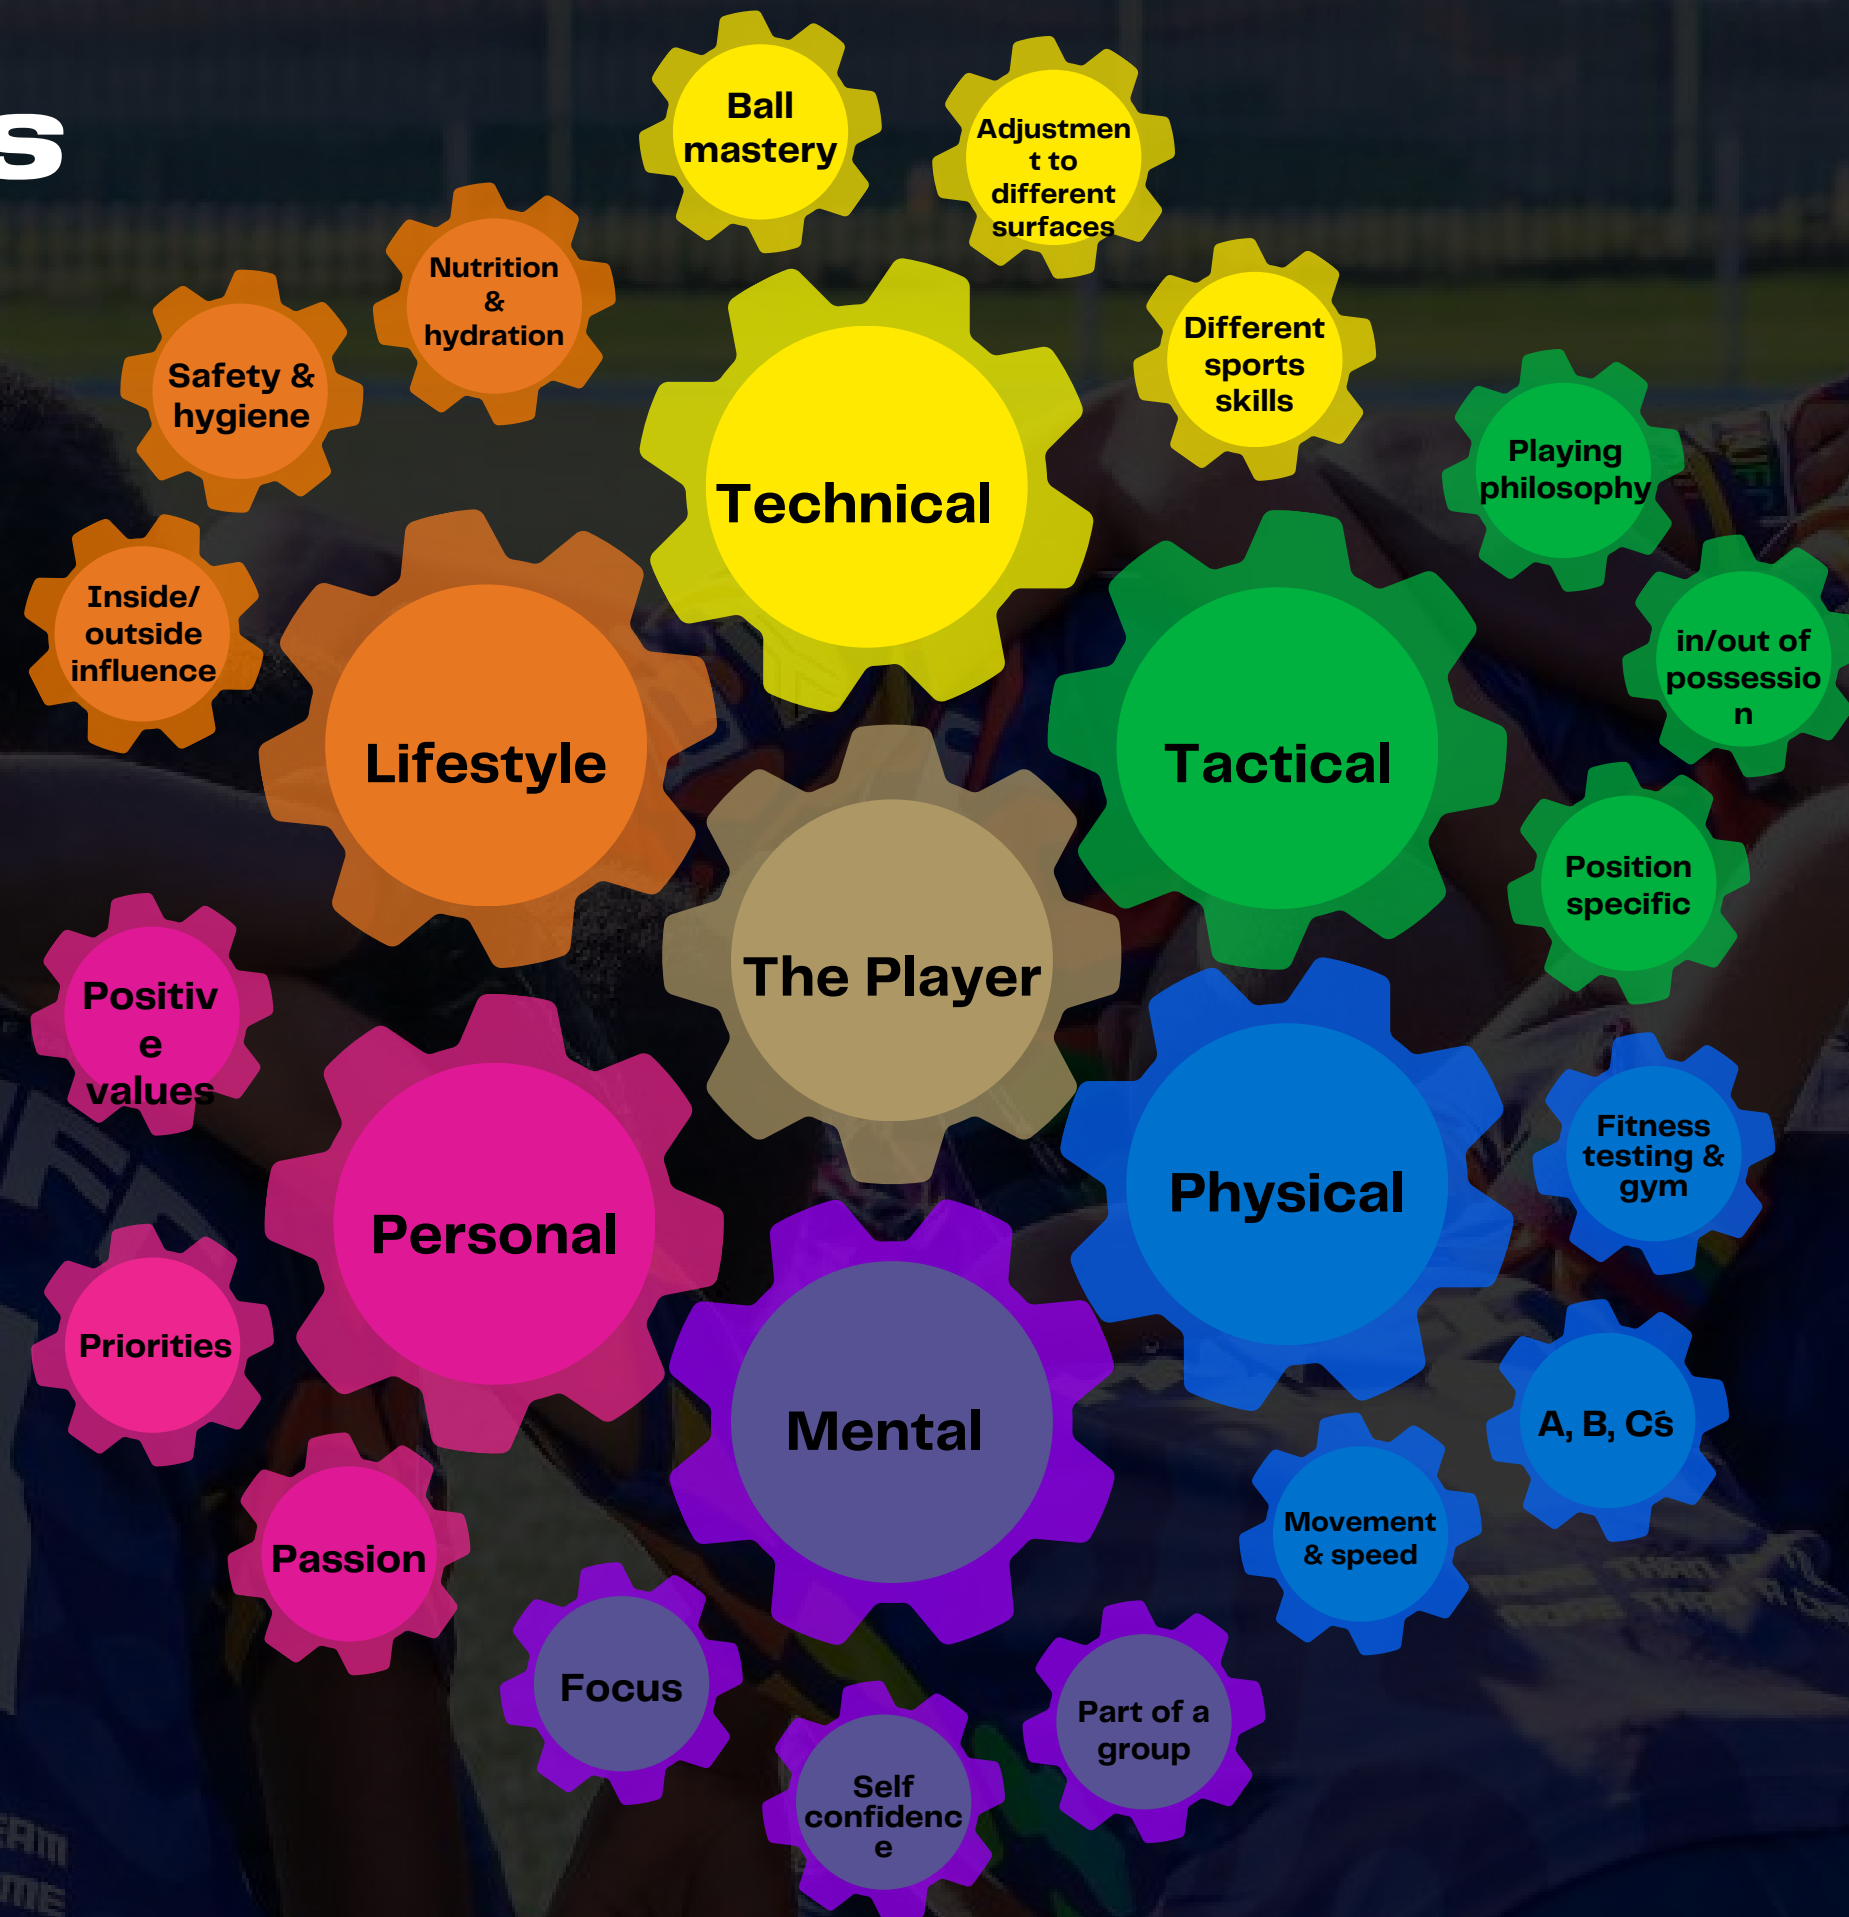 s
Ball
mastery
Adjustmen
t to
different
surfaces
Nutrition
&
hydration
Safety &
hygiene
Different
sports
skills
Technical
Playing
philosophy
Inside/
outside
influence
in/out of
possessio
n
Lifestyle
Tactical
Position
specific
The Player
Positiv
e
values
Fitness
testing &
gym
Physical
Personal
Priorities
Mental
A, B, C´s
Movement
& speed
Passion
Focus
Part of a
group
Self
confidenc
e